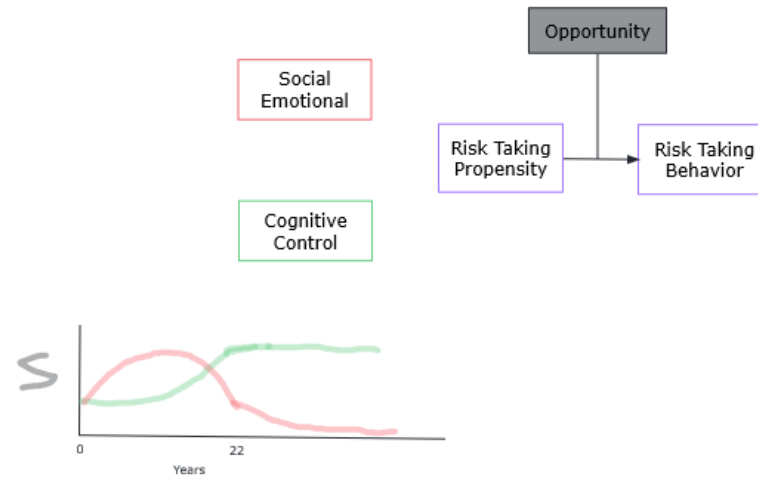 Opportunity
Social
Emotional
Risk Taking
Propensity
Risk Taking
Behavior
Cognitive
Control
S
0
22
Years